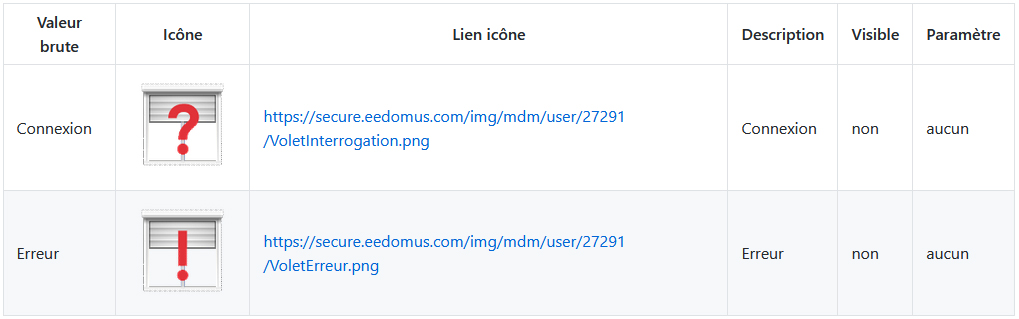 Valeur brute Icône Lien icône Description Visible Paramètre
Connexion ? https://secure.eedomus.com/img/mdm/user/27291 Connexion non aucun
/VoletInterrogation.png
Erreur ! https://secure.eedomus.com/img/mdm/user/27291 Erreur non aucun
/VoletErreur.png